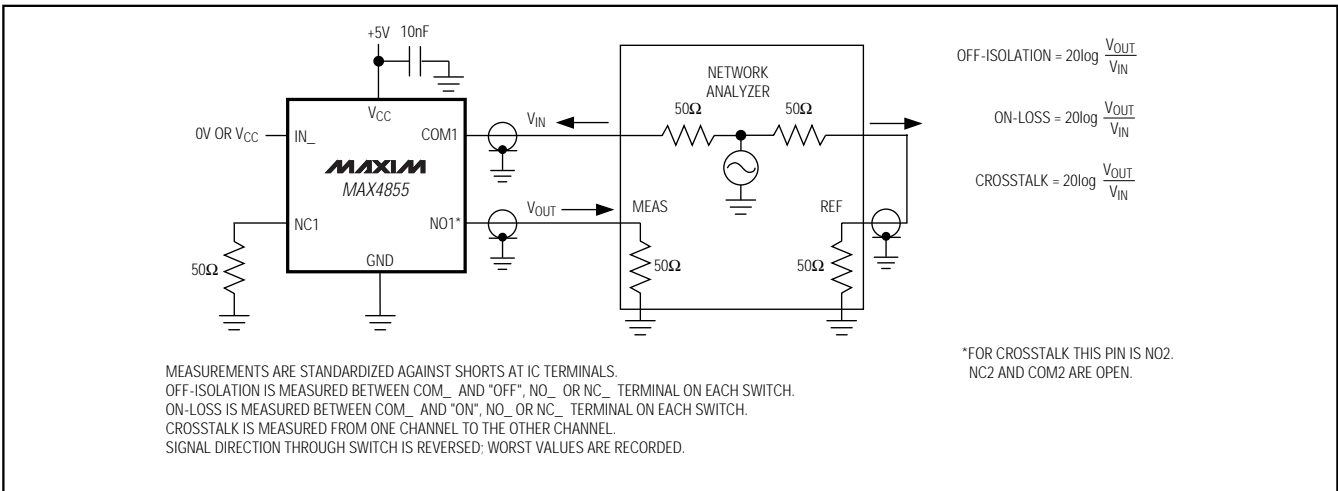 +5V 10nF
VCC
0V OR VCC
IN_
COM1
MAXIM
MAX4855
NC1
NO1*
GND
50Ω
VIN
VOUT
NETWORK
ANALYZER
50Ω
50Ω
MEAS
REF
50Ω
50Ω
OFF-ISOLATION = 20log VOUT/VIN
ON-LOSS = 20log VOUT/VIN
CROSSTALK = 20log VOUT/VIN
*FOR CROSSTALK THIS PIN IS NO2.
NC2 AND COM2 ARE OPEN.
MEASUREMENTS ARE STANDARDIZED AGAINST SHORTS AT IC TERMINALS.
OFF-ISOLATION IS MEASURED BETWEEN COM_ AND "OFF", NO_ OR NC_ TERMINAL ON EACH SWITCH.
ON-LOSS IS MEASURED BETWEEN COM_ AND "ON", NO_ OR NC_ TERMINAL ON EACH SWITCH.
CROSSTALK IS MEASURED FROM ONE CHANNEL TO THE OTHER CHANNEL.
SIGNAL DIRECTION THROUGH SWITCH IS REVERSED; WORST VALUES ARE RECORDED.